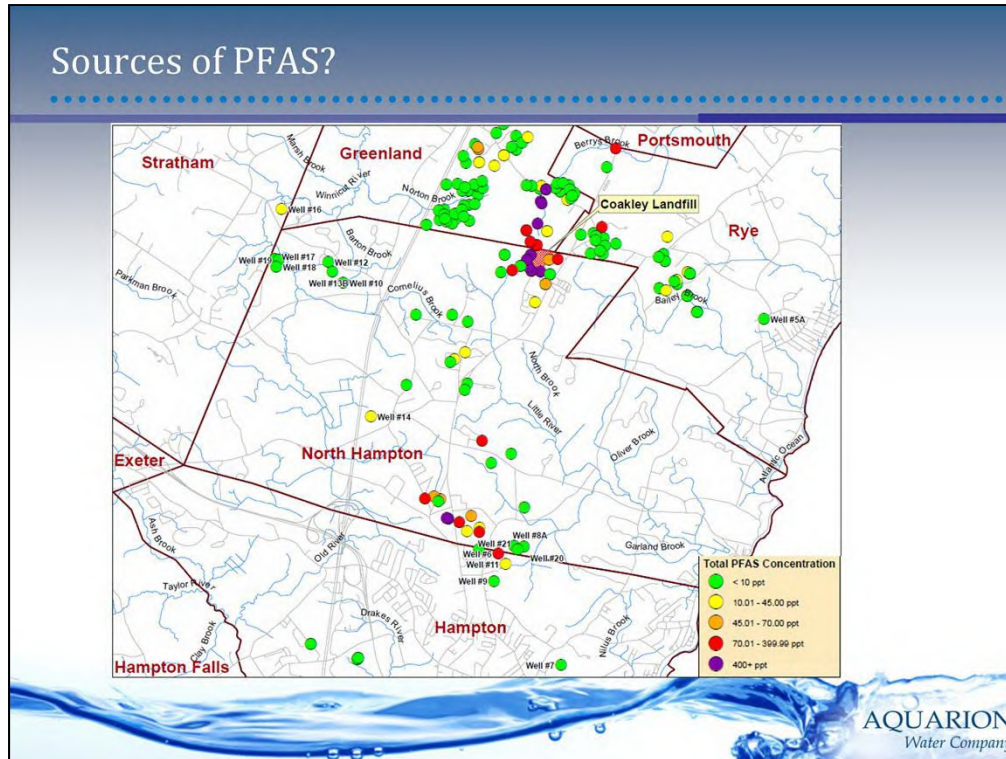 Sources of PFAS?
Stratham
Marsh Brook
Winnicut River
Greenland
Norton Brook
Berrys Brook
Portsmouth
Coakley Landfill
Rye
Well #16
Barton Brook
Well #19
Well #17
Well #18
Well #12
Well #13B
Well #10
Parkman Brook
Cornelius Brook
Bailey Brook
Well #5A
North Brook
Little River
Well #14
North Hampton
Oliver Brook
Atlantic Ocean
Exeter
Ash Brook
Old River
Well #8A
Well #21
Well #6
Well #20
Well #11
Garland Brook
Well #9
Taylor River
Drakes River
Hampton
Clay Brook
Nilus Brook
Hampton Falls
Well #7
Total PFAS Concentration
< 10 ppt
10.01 - 45.00 ppt
45.01 - 70.00 ppt
70.01 - 399.99 ppt
400+ ppt
AQUARION
Water Company